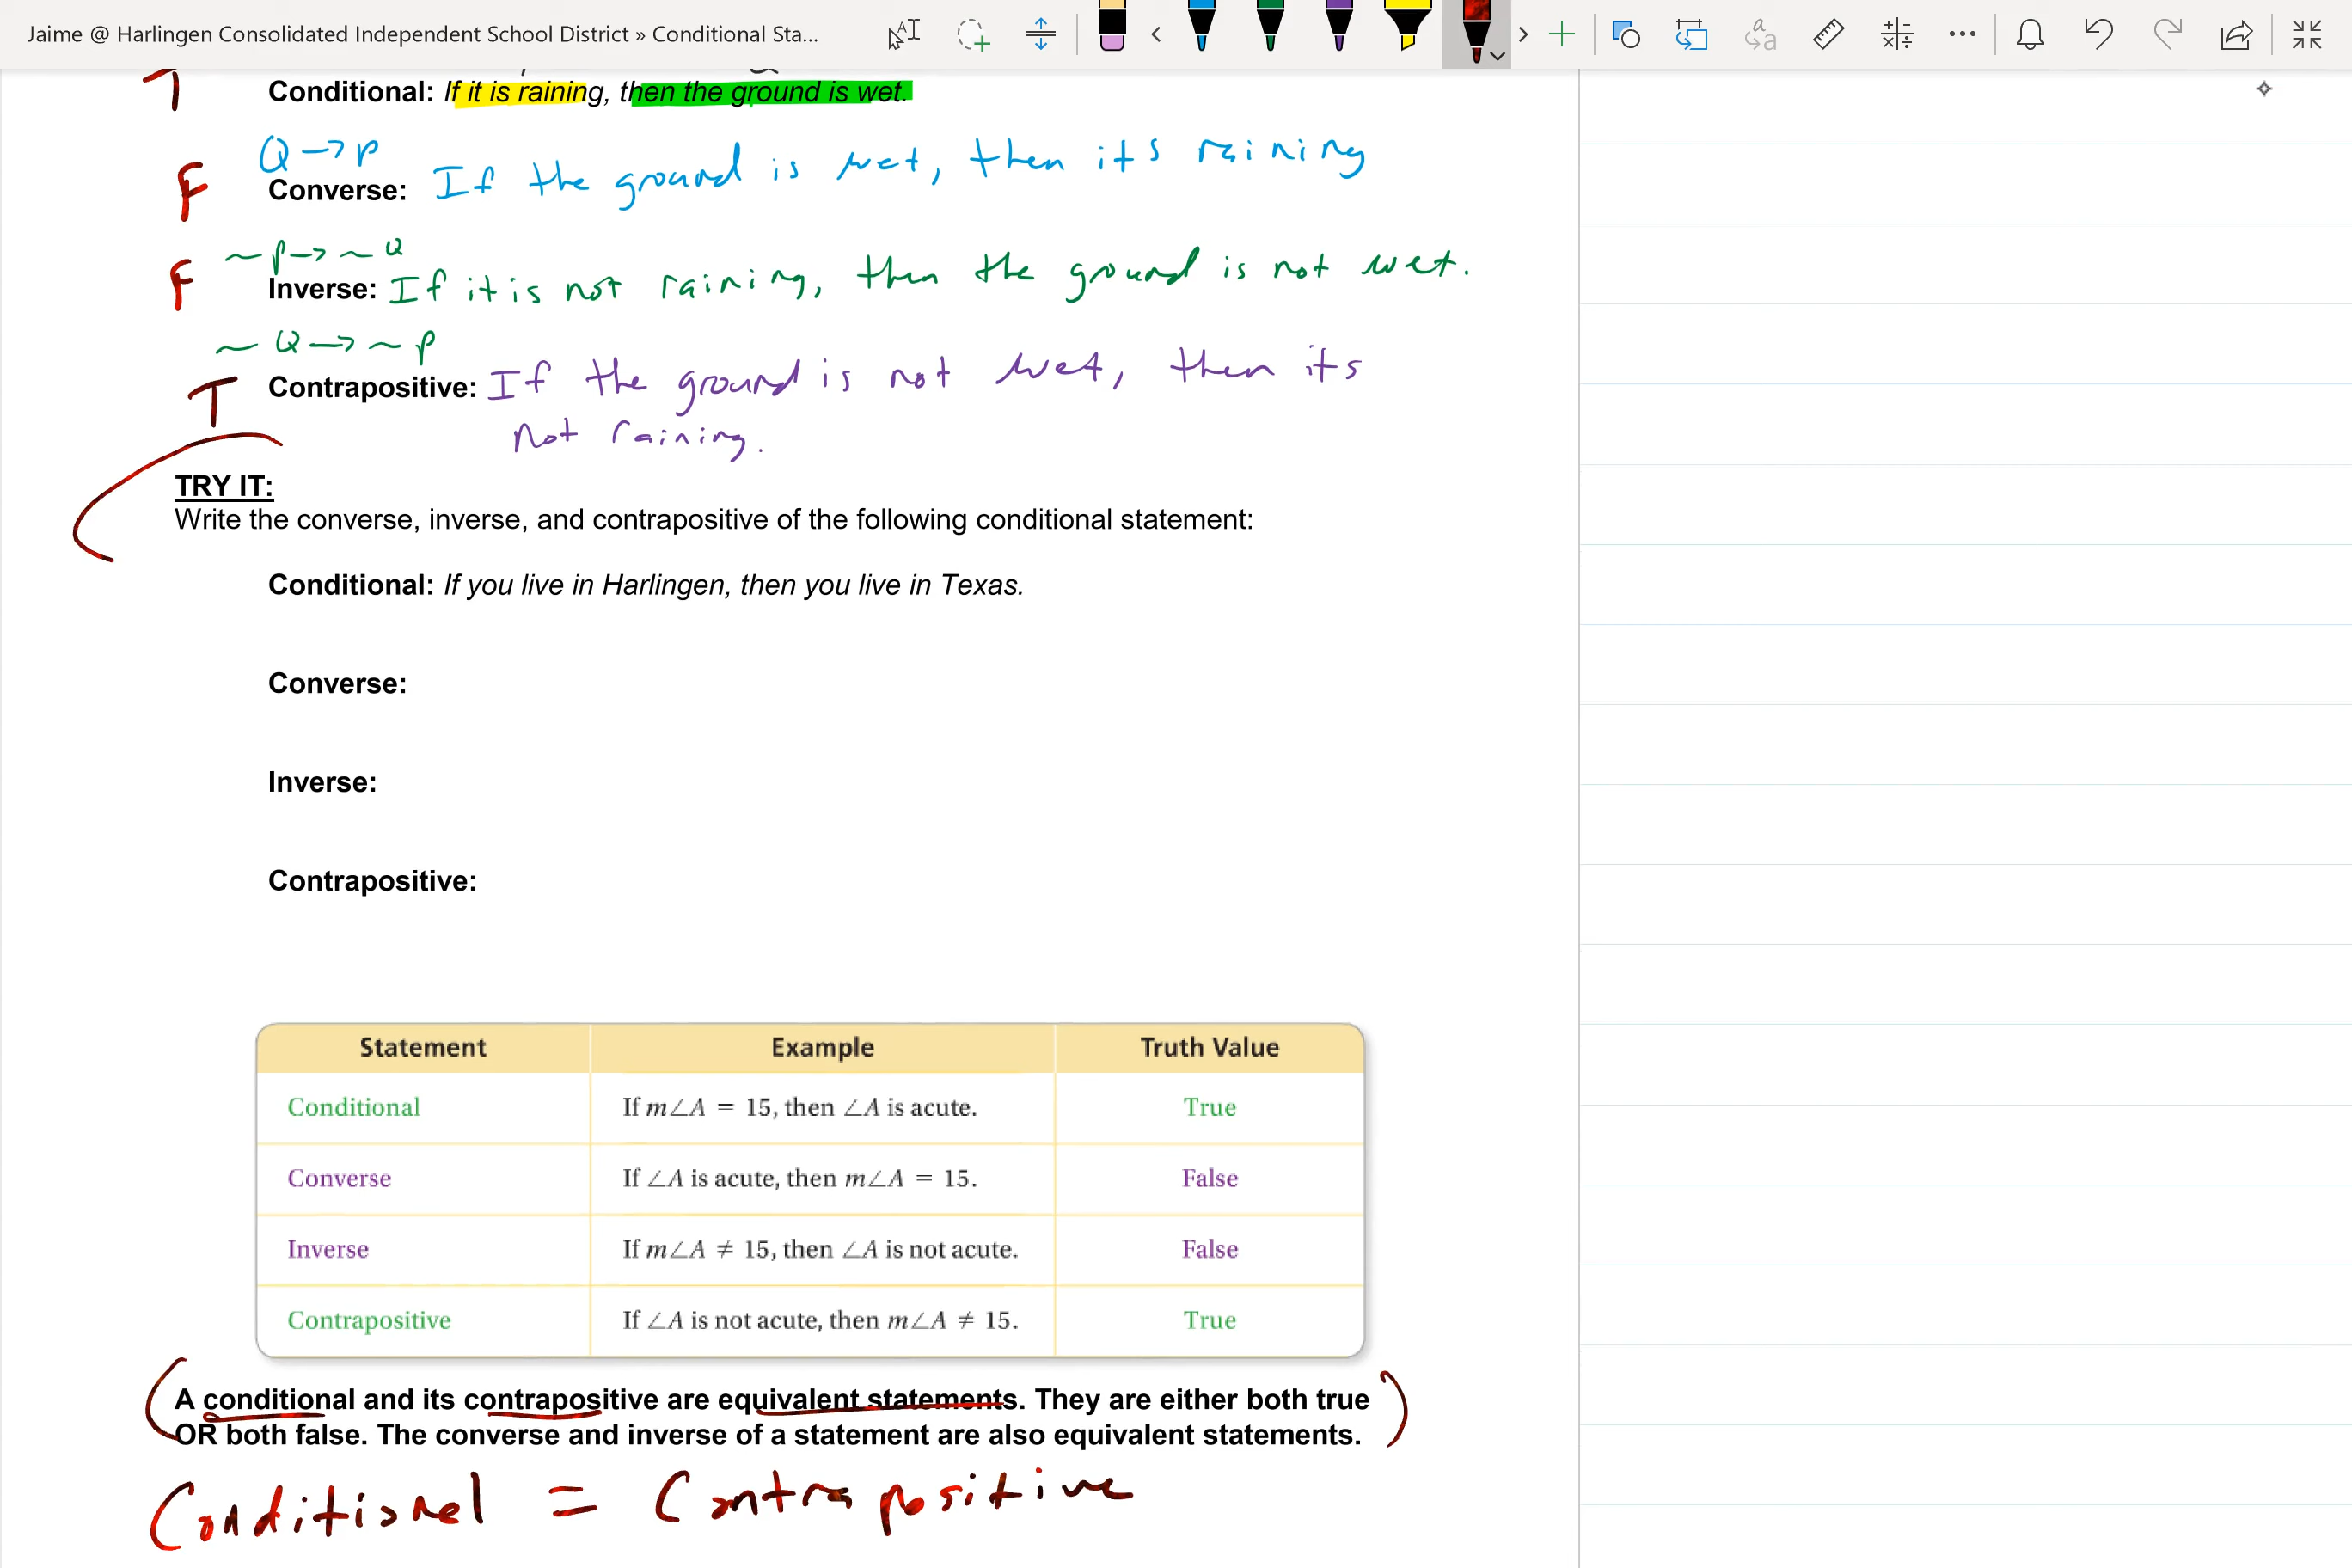 Jaime @ Harlingen Consolidated Independent School District » Conditional Sta...
T Conditional: If it is raining, then the ground is wet.
Q → p
F Converse: If the ground is wet, then its raining
~p → ~Q
F Inverse: If it is not raining, then the ground is not wet.
~Q → ~p
T Contrapositive: If the ground is not wet, then its
not raining.
TRY IT:
Write the converse, inverse, and contrapositive of the following conditional statement:
Conditional: If you live in Harlingen, then you live in Texas.
Converse:
Inverse:
Contrapositive:
Statement Example Truth Value
Conditional If m∠A = 15, then ∠A is acute. True
Converse If ∠A is acute, then m∠A = 15. False
Inverse If m∠A ≠ 15, then ∠A is not acute. False
Contrapositive If ∠A is not acute, then m∠A ≠ 15. True
A conditional and its contrapositive are equivalent statements. They are either both true
OR both false. The converse and inverse of a statement are also equivalent statements.
Conditional = Contrapositive